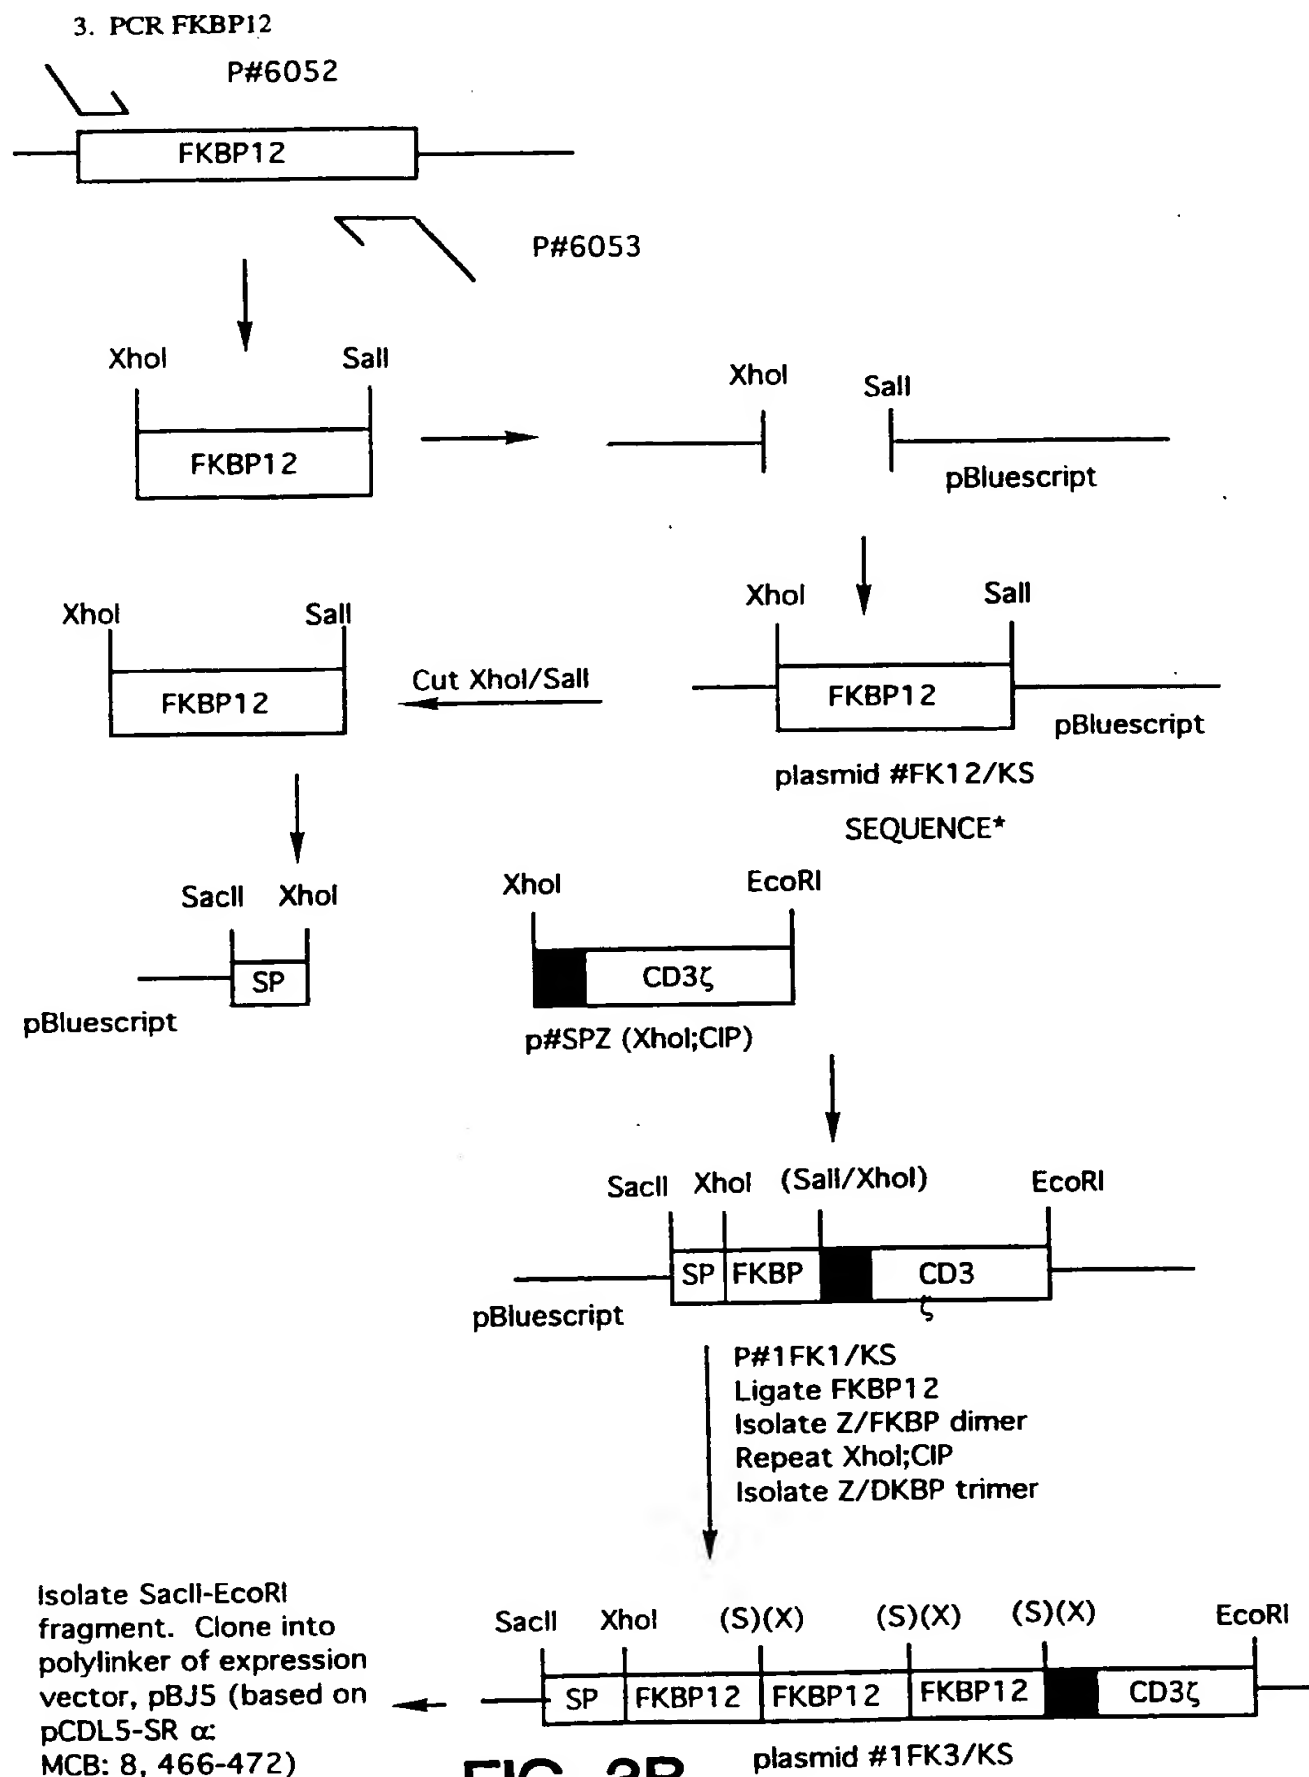 3. PCR FKBP12
P#6052
FKBP12
P#6053
XhoI SalI
FKBP12
XhoI SalI
pBluescript
XhoI SalI
FKBP12
Cut XhoI/SalI
XhoI SalI
FKBP12
pBluescript
plasmid #FK12/KS
SEQUENCE*
SacII XhoI
SP
pBluescript
XhoI EcoRI
CD3ζ
p#SPZ (XhoI;CIP)
SacII XhoI (SalI/XhoI) EcoRI
SP FKBP CD3
ζ
pBluescript
P#1FK1/KS
Ligate FKBP12
Isolate Z/FKBP dimer
Repeat XhoI;CIP
Isolate Z/DKBP trimer
Isolate SacII-EcoRI
fragment. Clone into
polylinker of expression
vector, pBJ5 (based on
pCDL5-SR α:
MCB: 8, 466-472)
SacII XhoI (S)(X) (S)(X) (S)(X) EcoRI
SP FKBP12 FKBP12 FKBP12 CD3ζ
plasmid #1FK3/KS
FIG. 3B